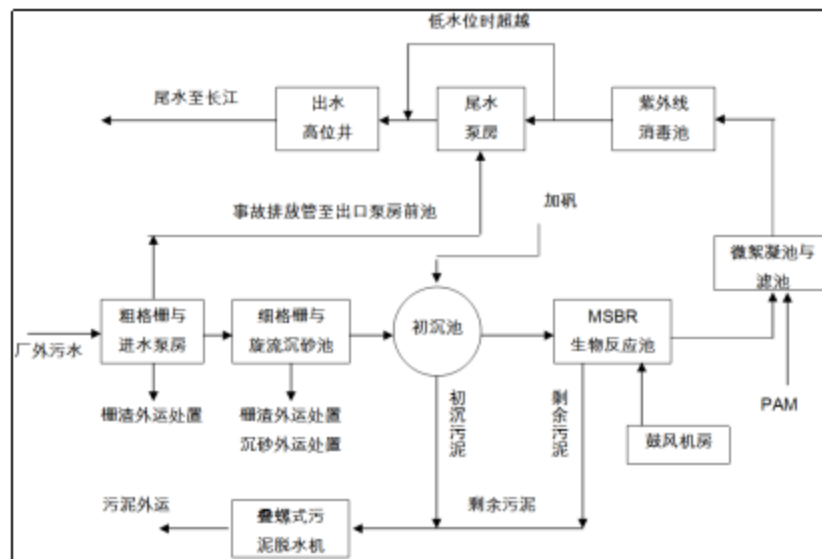 低水位时超越
尾水至长江
出水
高位井
尾水
泵房
紫外线
消毒池
事故排放管至出口泵房前池
加矾
微絮凝池与
滤池
厂外污水
粗格栅与
进水泵房
细格栅与
旋流沉砂池
初沉池
MSBR
生物反应池
栅渣外运处置
栅渣外运处置
沉砂外运处置
初沉污泥
剩余污泥
鼓风机房
PAM
污泥外运
叠螺式污
泥脱水机
剩余污泥